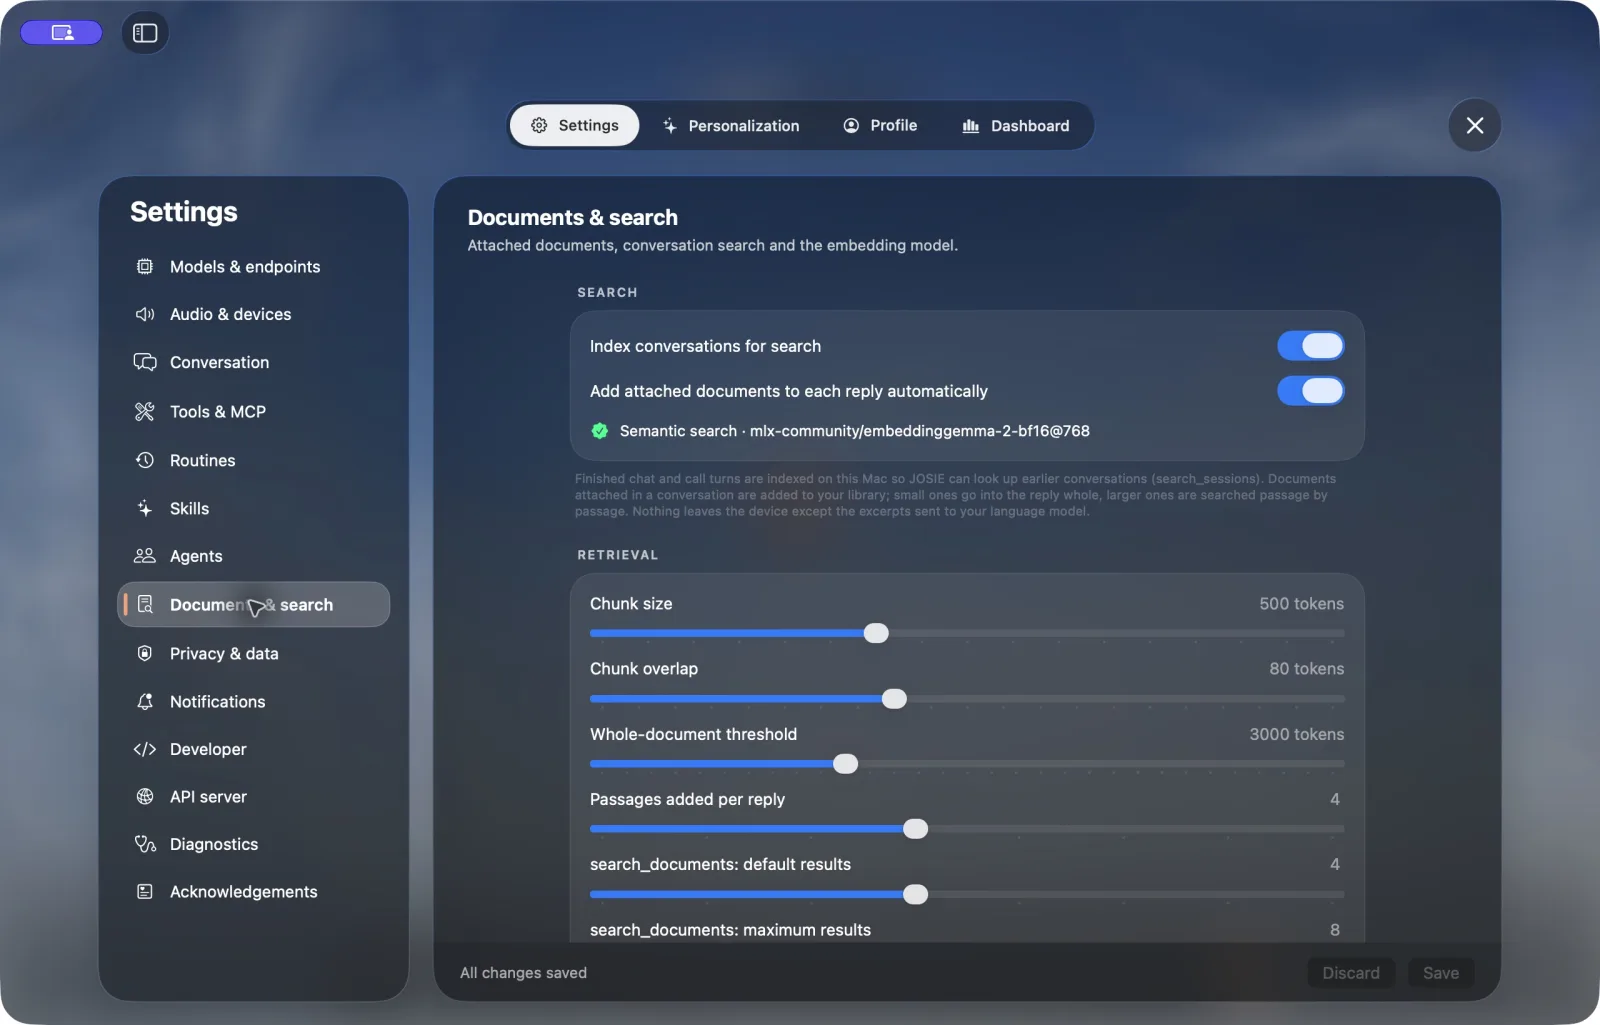 Settings
Personalization
Profile
Dashboard
Settings
Models & endpoints
Audio & devices
Conversation
Tools & MCP
Routines
Skills
Agents
Documents & search
Privacy & data
Notifications
Developer
API server
Diagnostics
Acknowledgements
Documents & search
Attached documents, conversation search and the embedding model.
SEARCH
Index conversations for search
Add attached documents to each reply automatically
Semantic search · mlx-community/embeddinggemma-2-bf16@768
Finished chat and call turns are indexed on this Mac so JOSIE can look up earlier conversations (search_sessions). Documents
attached in a conversation are added to your library; small ones go into the reply whole, larger ones are searched passage by
passage. Nothing leaves the device except the excerpts sent to your language model.
RETRIEVAL
Chunk size 500 tokens
Chunk overlap 80 tokens
Whole-document threshold 3000 tokens
Passages added per reply 4
search_documents: default results 4
search_documents: maximum results 8
All changes saved
Discard
Save